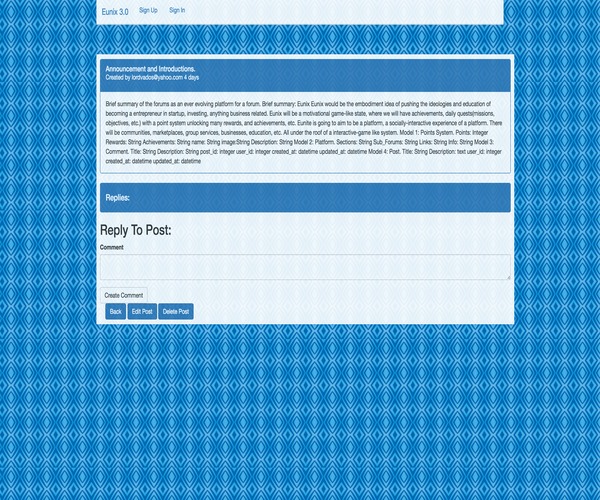 Eunix 3.0 Sign Up Sign In
Announcement and Introductions.
Created by lordvados@yahoo.com 4 days
Brief summary of the forums as an ever evolving platform for a forum. Brief summary: Eunix Eunix would be the embodiment idea of pushing the ideologies and education of
becoming a entrepreneur in startup, investing, anything business related. Eunix will be a motivational game-like state, where we will have achievements, daily quests(missions,
objectives, etc.) with a point system unlocking many rewards, and achievements, etc. Eunite is going to aim to be a platform, a socially-interactive experience of a platform. There
will be communities, marketplaces, group services, businesses, education, etc. All under the roof of a interactive-game like system. Model 1: Points System. Points: Integer
Rewards: String Achievements: String name: String image:String Description: String Model 2: Platform. Sections: String Sub_Forums: String Links: String Info: String Model 3:
Comment. Title: String Description: String post_id: integer user_id: integer created_at: datetime updated_at: datetime Model 4: Post. Title: String Description: text user_id: integer
created_at: datetime updated_at: datetime
Replies:
Reply To Post:
Comment
Create Comment
Back Edit Post Delete Post